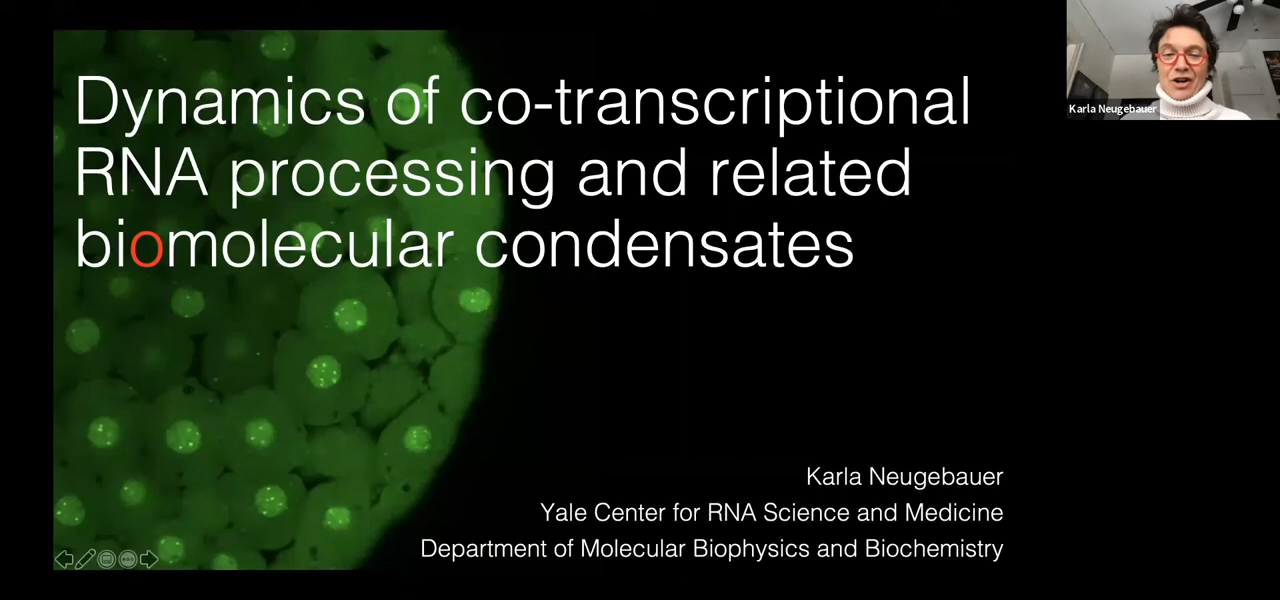 Dynamics of co-transcriptional
RNA processing and related
biomolecular condensates
Karla Neugebauer
Karla Neugebauer
Yale Center for RNA Science and Medicine
Department of Molecular Biophysics and Biochemistry